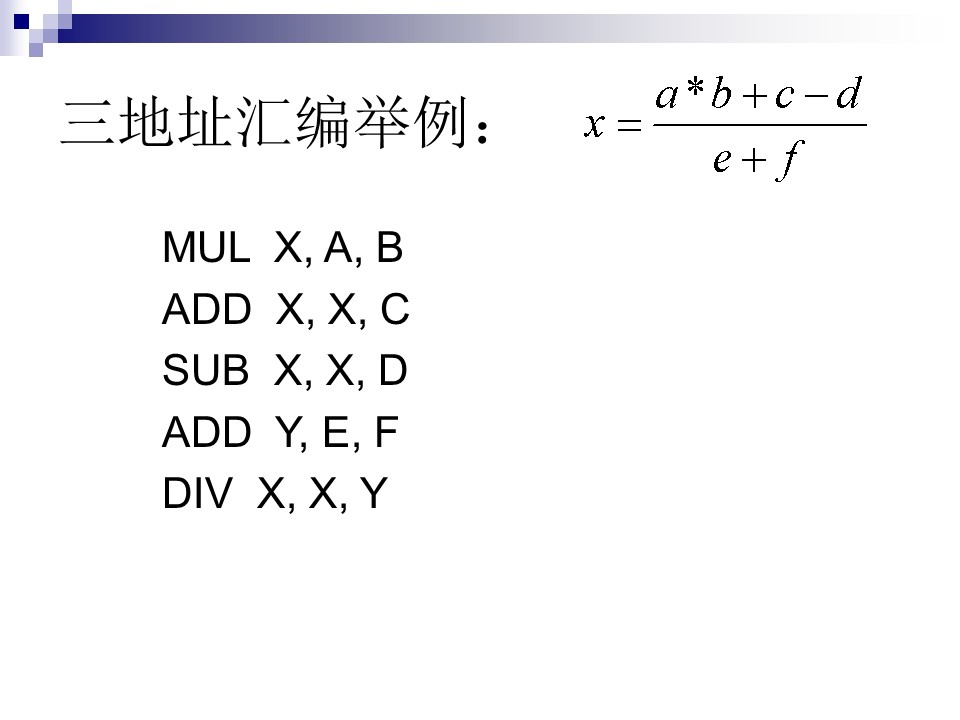 三地址汇编举例：
x = \frac{a*b+c-d}{e+f}
MUL X, A, B
ADD X, X, C
SUB X, X, D
ADD Y, E, F
DIV X, X, Y